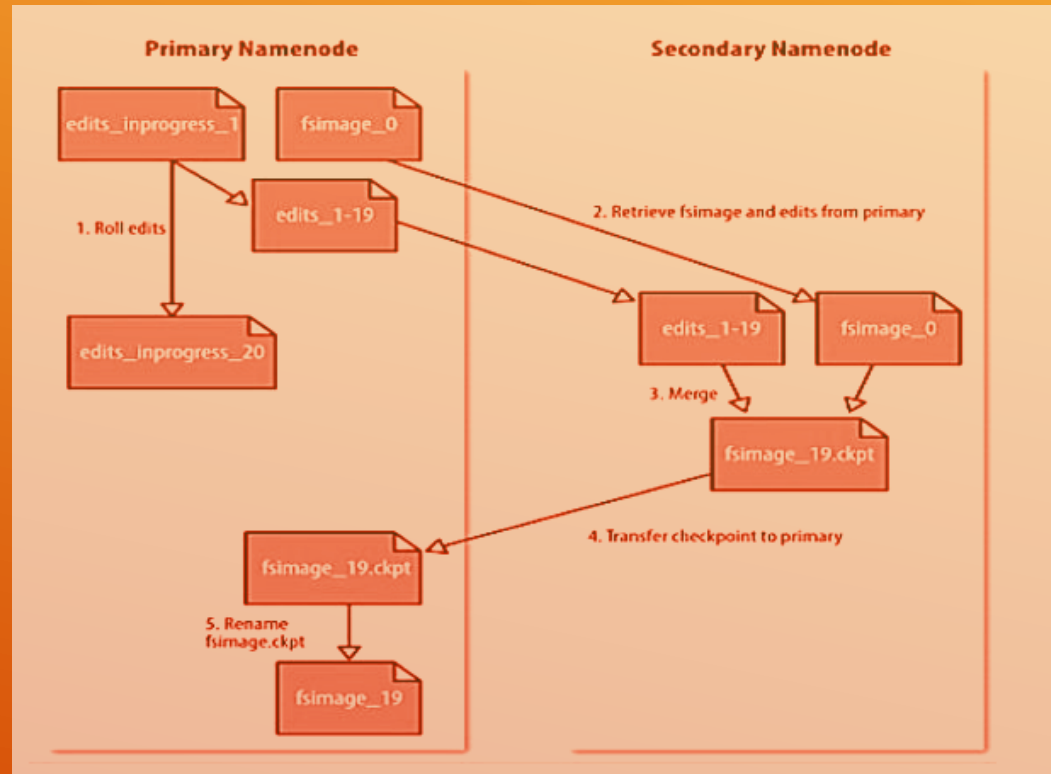 Primary Namenode
Secondary Namenode
edits_inprogress_1
fsimage_0
edits_1-19
1. Roll edits
2. Retrieve fsimage and edits from primary
edits_inprogress_20
edits_1-19
fsimage_0
3. Merge
fsimage_19.ckpt
4. Transfer checkpoint to primary
fsimage_19.ckpt
5. Rename
fsimage.ckpt
fsimage_19